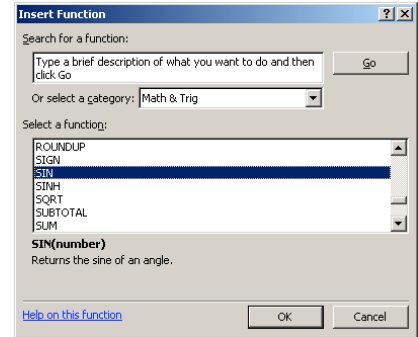 Insert Function
Search for a function:
Type a brief description of what you want to do and then
click Go
Go
Or select a category: Math & Trig
Select a function:
ROUNDUP
SIGN
SIN
SINH
SQRT
SUBTOTAL
SUM
SIN(number)
Returns the sine of an angle.
Help on this function
OK
Cancel